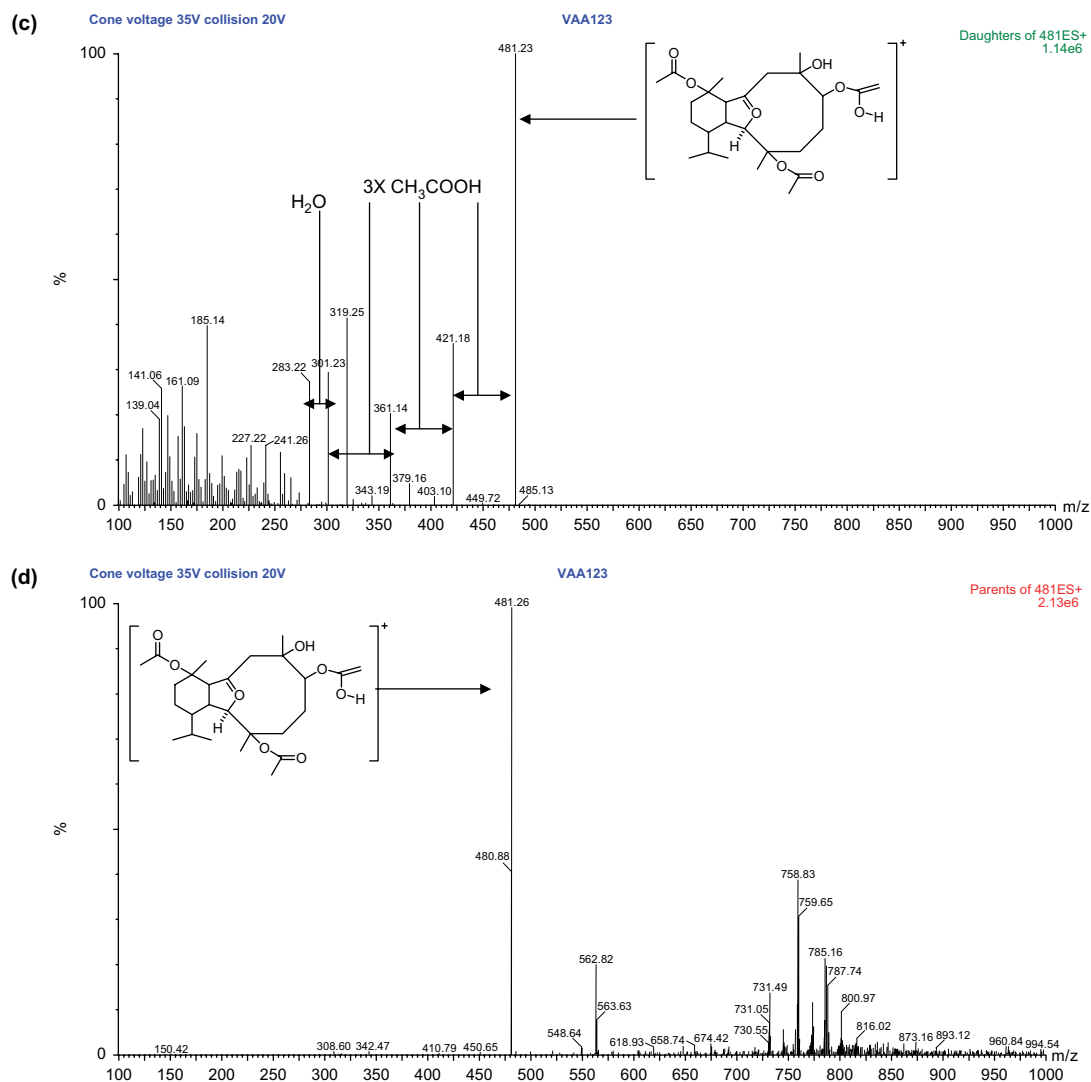 (c)
Cone voltage 35V collision 20V
VAA123
Daughters of 481ES+
1.14e6
100
481.23
+
O
O
OH
O
O
O-H
H
O
O
3X CH3COOH
H2O
%
319.25
185.14
421.18
283.22
301.23
141.06
161.09
361.14
139.04
227.22
241.26
379.16
343.19
403.10
449.72
485.13
0
100 150 200 250 300 350 400 450 500 550 600 650 700 750 800 850 900 950 1000 m/z
(d)
Cone voltage 35V collision 20V
VAA123
Parents of 481ES+
2.13e6
100
481.26
+
O
O
OH
O
O
O-H
H
O
O
%
480.88
758.83
759.65
562.82
785.16
787.74
731.49
563.63
800.97
731.05
816.02
548.64
730.55
618.93
658.74
674.42
873.16
893.12
150.42
308.60
342.47
410.79
450.65
960.84
994.54
0
100 150 200 250 300 350 400 450 500 550 600 650 700 750 800 850 900 950 1000 m/z